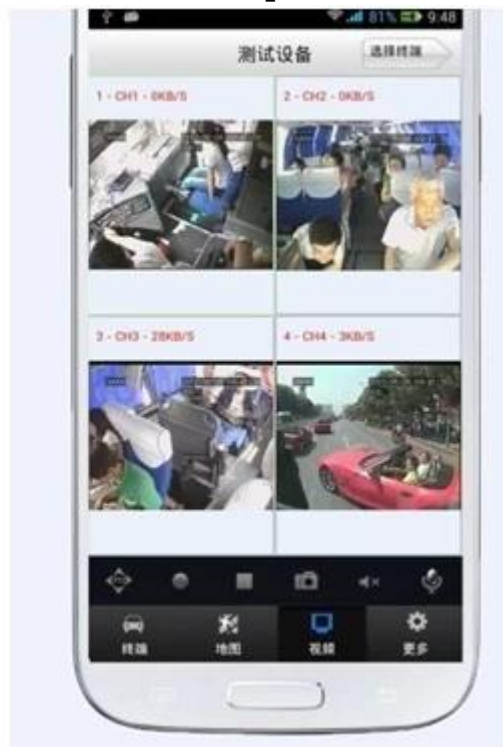 81% 9:48
测试设备 选择终端
1 - CH1 - 0KB/S
2 - CH2 - 0KB/S
3 - CH3 - 28KB/S
4 - CH4 - 3KB/S
终端 地图 视频 更多